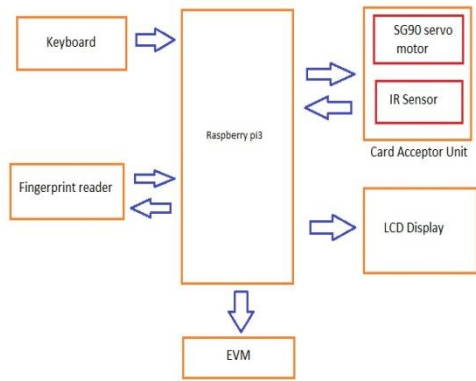 Keyboard
SG90 servo
motor
IR Sensor
Raspberry pi3
Card Acceptor Unit
Fingerprint reader
LCD Display
EVM